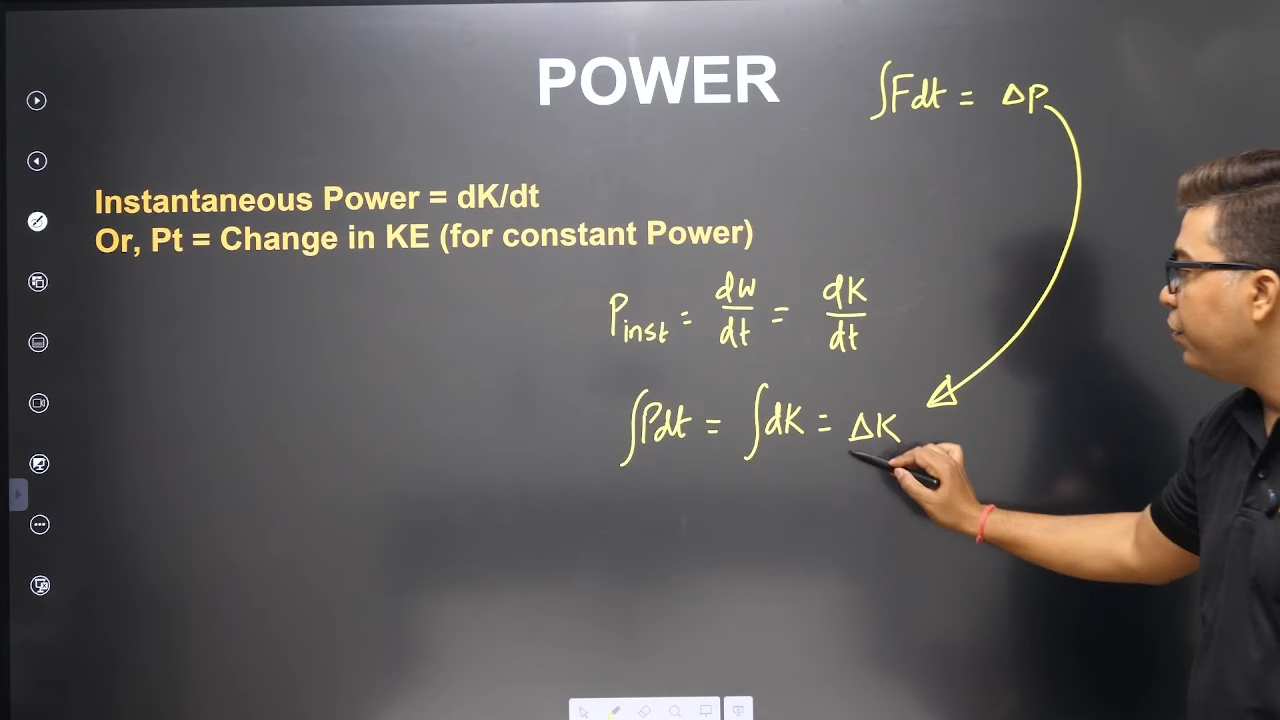 POWER
∫Fdt = ΔP
Instantaneous Power = dK/dt
Or, Pt = Change in KE (for constant Power)
Pinst = dw/dt = dK/dt
∫Pdt = ∫dK = ΔK